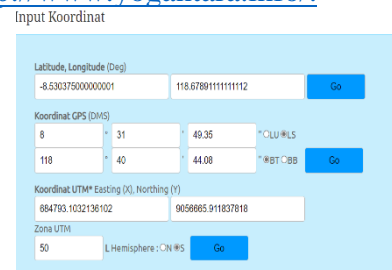 Input Koordinat
Latitude, Longitude (Deg)
-8.530375000000001 118.67891111111112 Go
Koordinat GPS (DMS)
8 ° 31 ' 49.35 " LU LS
118 ° 40 ' 44.08 " BT BB Go
Koordinat UTM* Easting (X), Northing (Y)
684793.1032136102 9056665.911837818
Zona UTM
50 L Hemisphere : N S Go